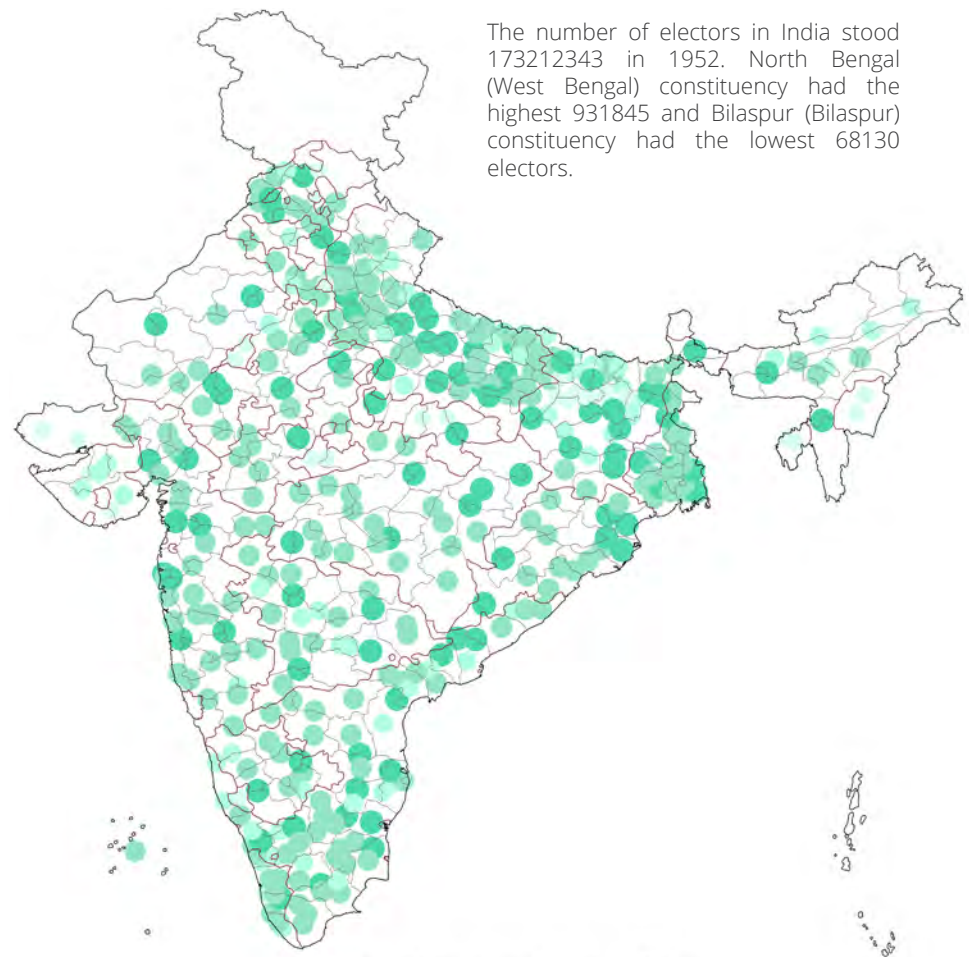 The number of electors in India stood
173212343 in 1952. North Bengal
(West Bengal) constituency had the
highest 931845 and Bilaspur (Bilaspur)
constituency had the lowest 68130
electors.